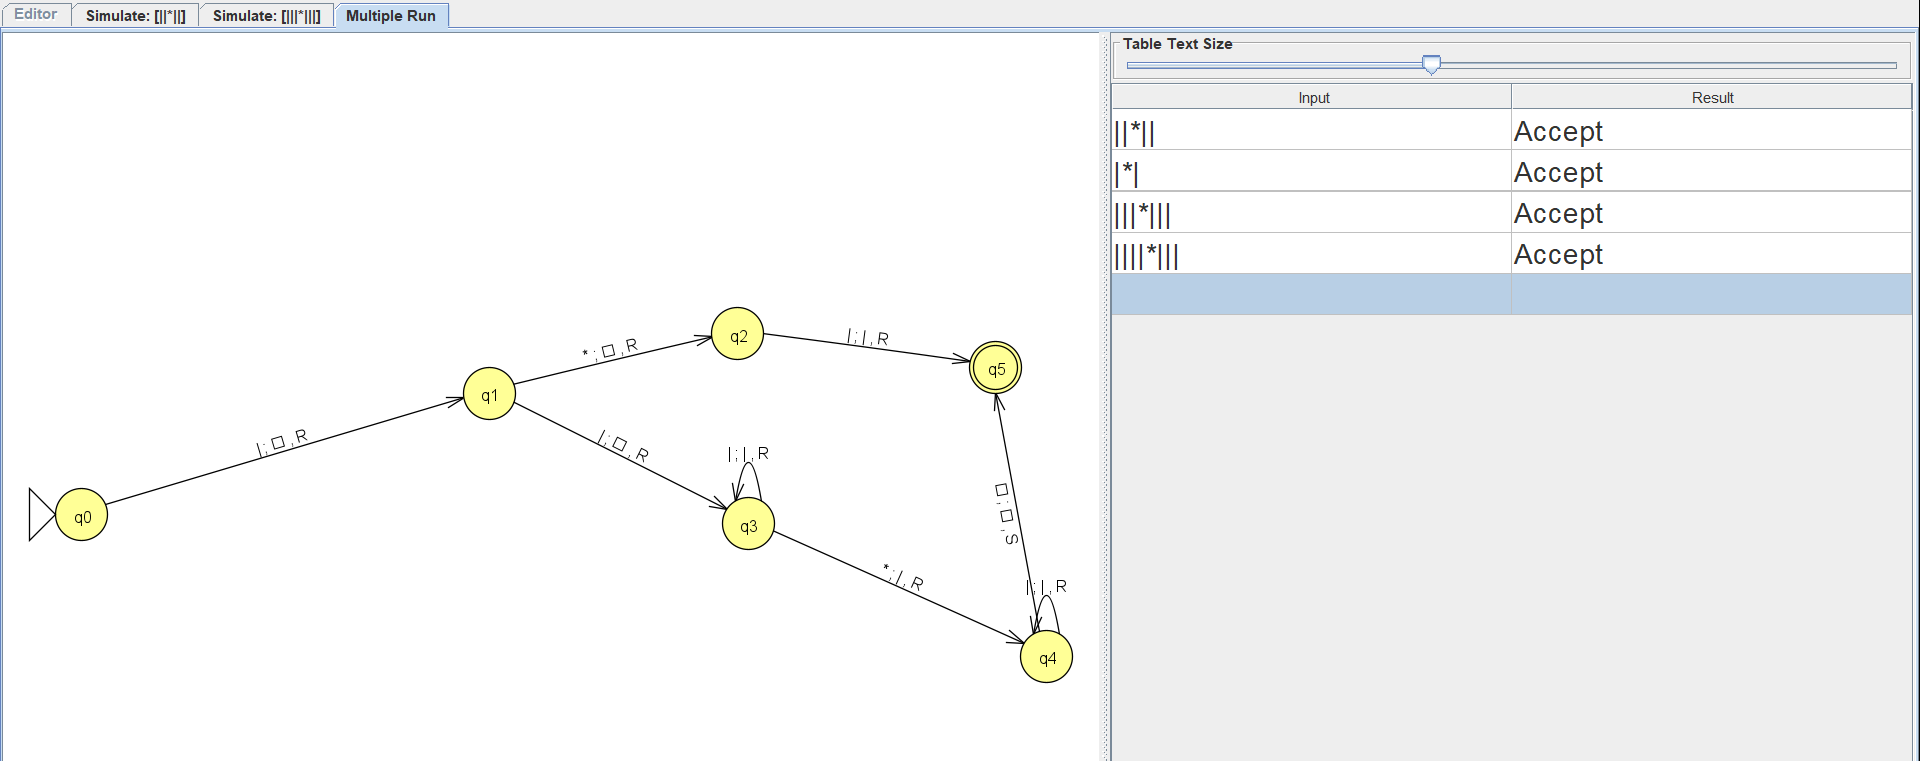 Editor Simulate: [||*||] Simulate: [|||*|||] Multiple Run
Table Text Size
Input Result
||*|| Accept
|*| Accept
|||*||| Accept
||||*||| Accept
q0
|;□,R
q1
*;□,R
q2
|;|,R
q5
|;□,R
|;|,R
q3
*;|,R
□;□,S
|;|,R
q4